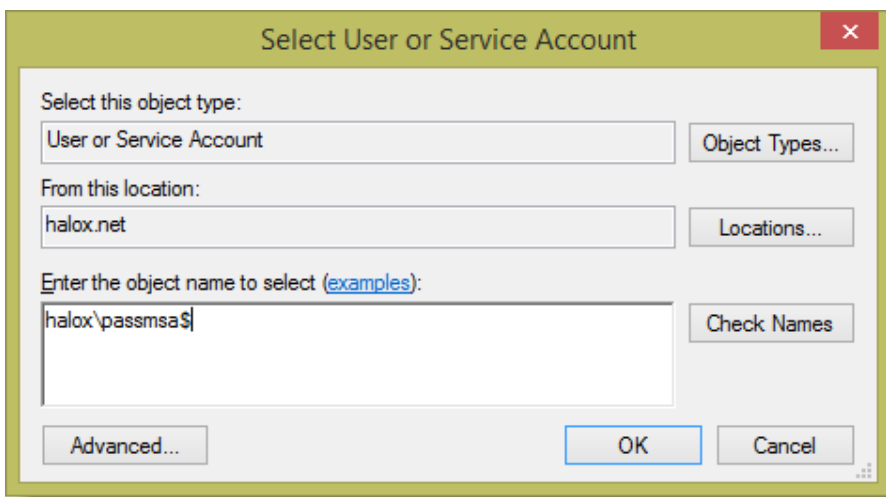 Select User or Service Account
Select this object type:
User or Service Account
Object Types...
From this location:
halox.net
Locations...
Enter the object name to select (examples):
halox\passmsa$
Check Names
Advanced...
OK
Cancel